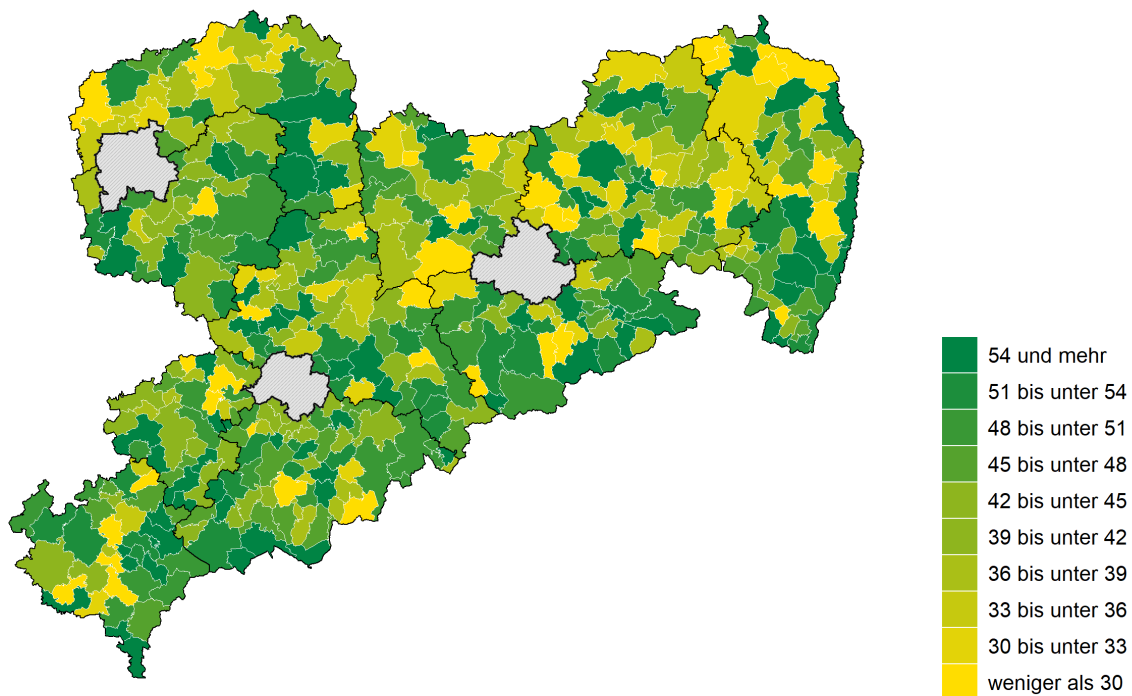 54 und mehr
51 bis unter 54
48 bis unter 51
45 bis unter 48
42 bis unter 45
39 bis unter 42
36 bis unter 39
33 bis unter 36
30 bis unter 33
weniger als 30